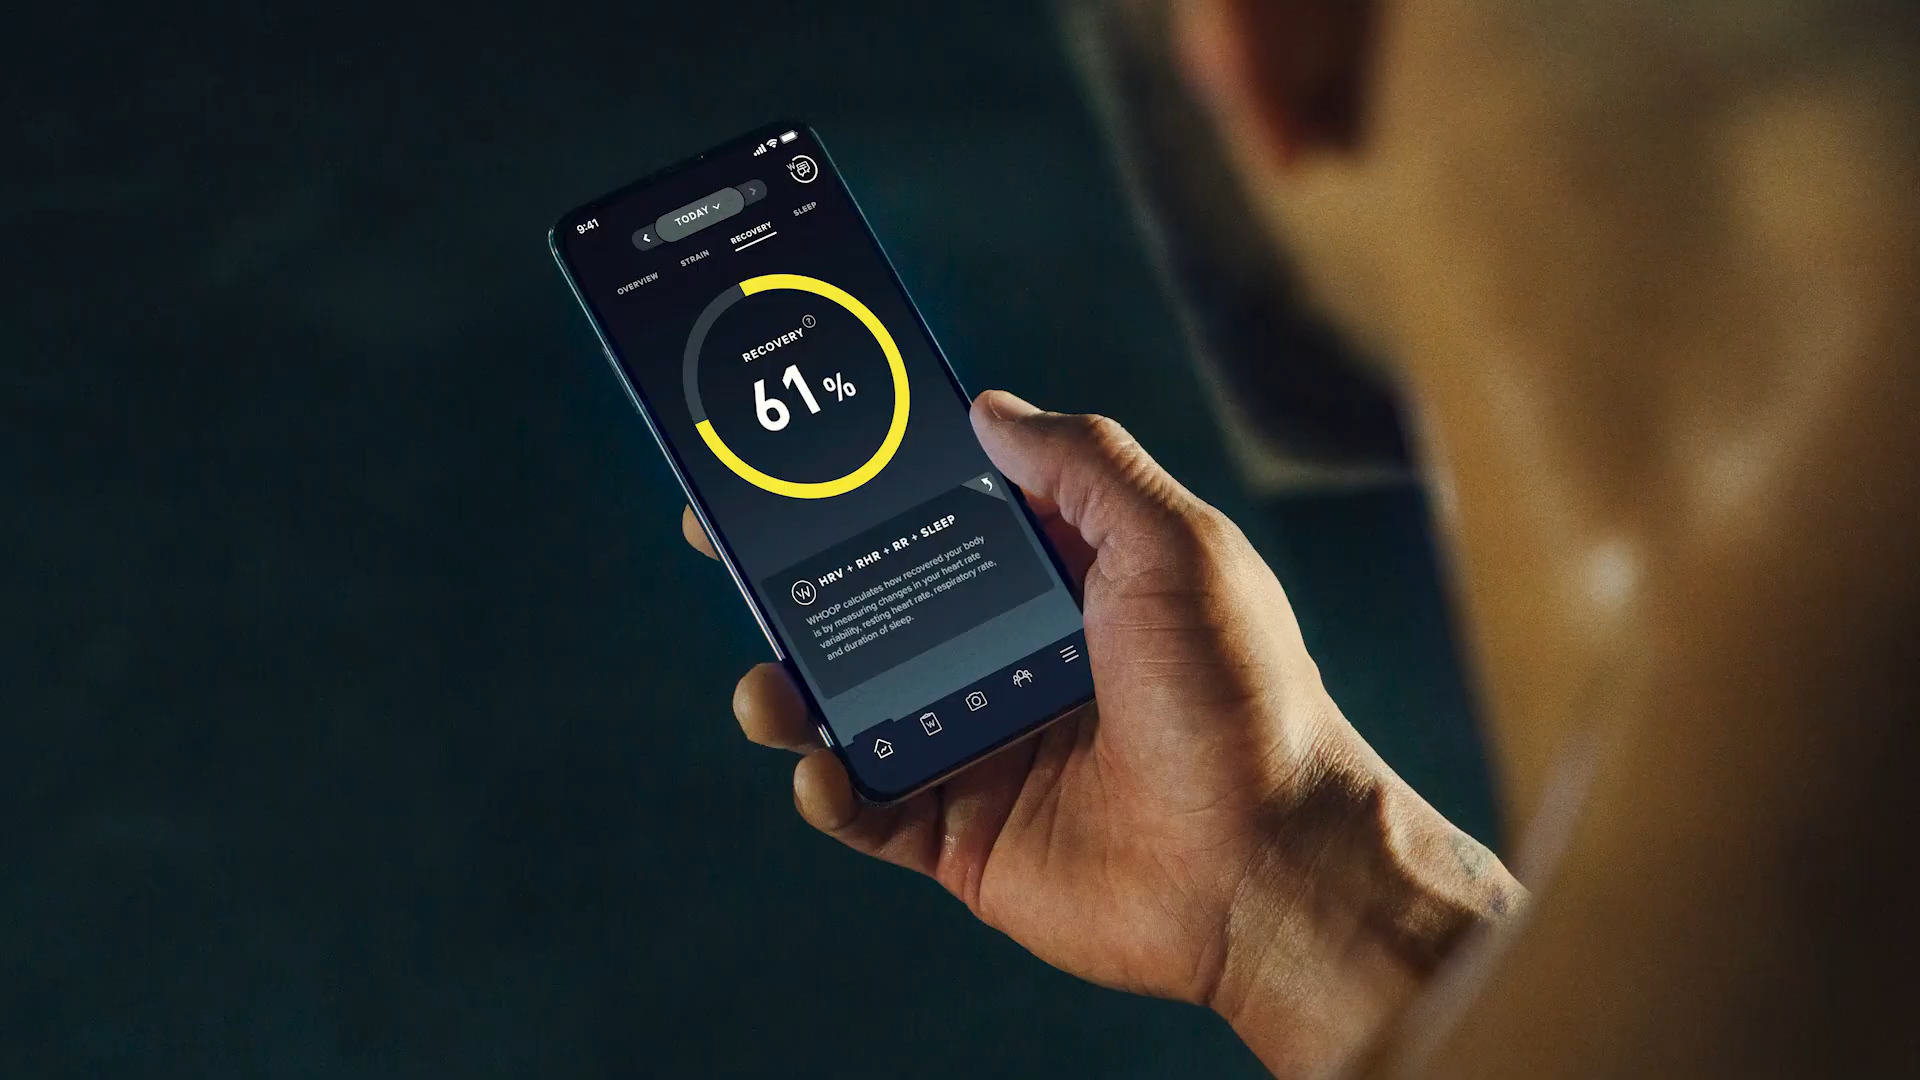 9:41
W
TODAY
OVERVIEW STRAIN RECOVERY SLEEP
RECOVERY ?
61%
W HRV + RHR + RR + SLEEP
WHOOP calculates how recovered your body
is by measuring changes in your heart rate
variability, resting heart rate, respiratory rate,
and duration of sleep.
W